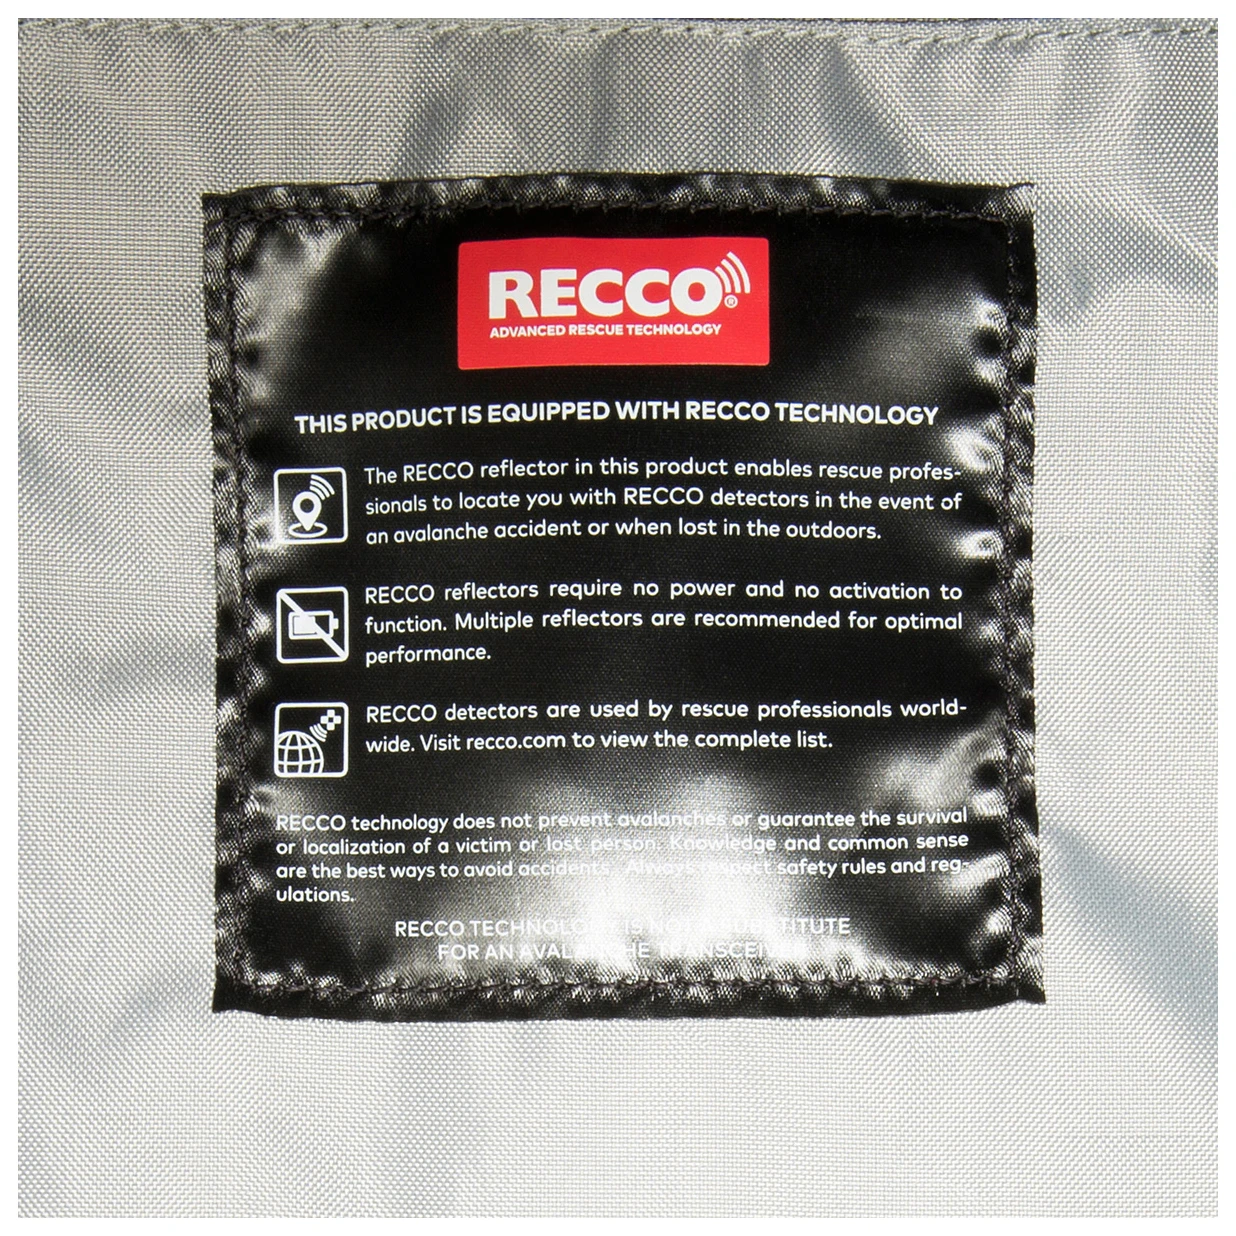 RECCO®
ADVANCED RESCUE TECHNOLOGY
THIS PRODUCT IS EQUIPPED WITH RECCO TECHNOLOGY
The RECCO reflector in this product enables rescue profes-
sionals to locate you with RECCO detectors in the event of
an avalanche accident or when lost in the outdoors.
RECCO reflectors require no power and no activation to
function. Multiple reflectors are recommended for optimal
performance.
RECCO detectors are used by rescue professionals world-
wide. Visit recco.com to view the complete list.
RECCO technology does not prevent avalanches or guarantee the survival
or localization of a victim or lost person. Knowledge and common sense
are the best ways to avoid accidents. Always respect safety rules and reg-
ulations.
RECCO TECHNOLOGY IS NOT A SUBSTITUTE
FOR AN AVALANCHE TRANSCEIVER